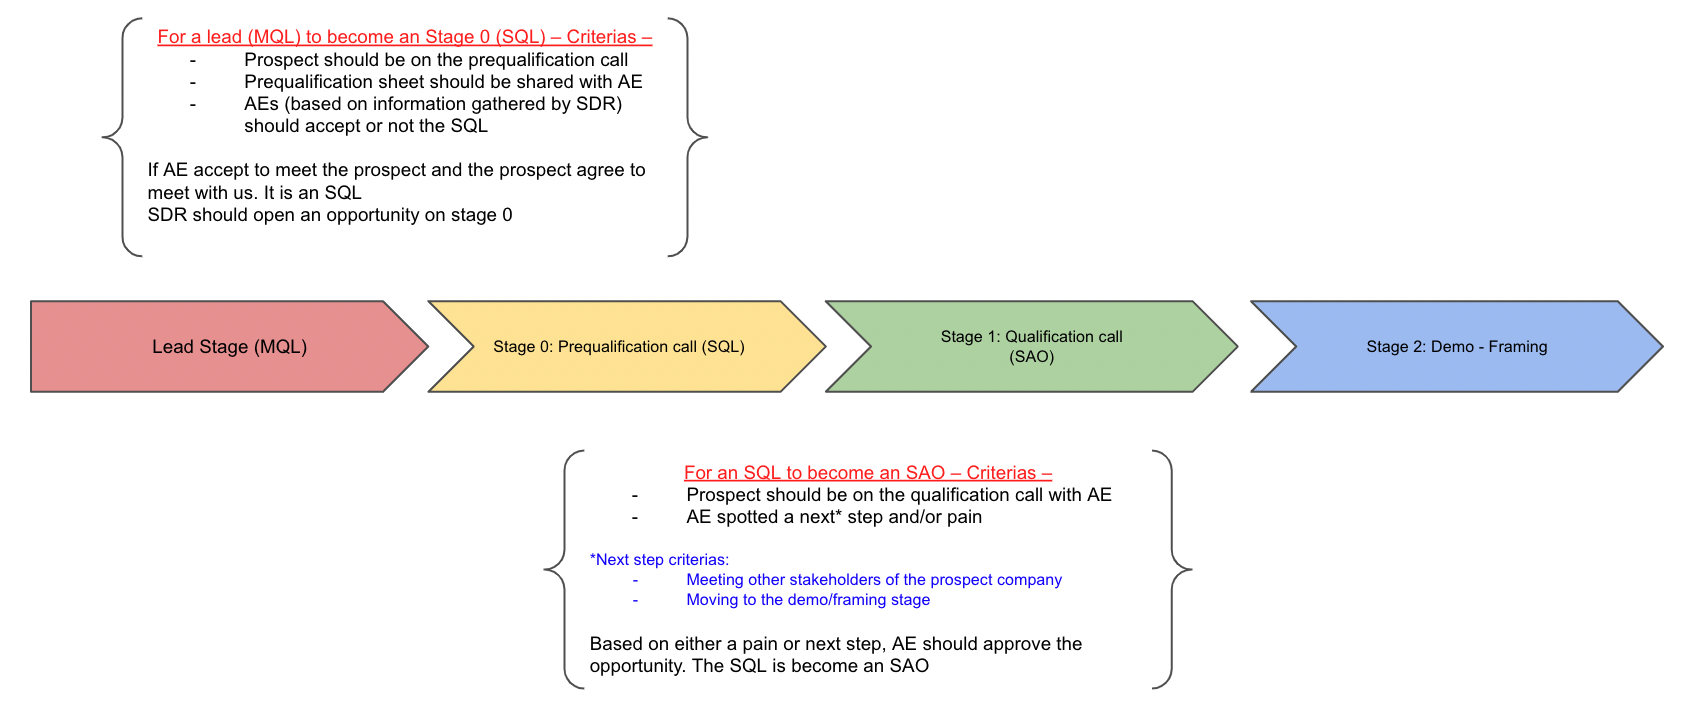 For a lead (MQL) to become an Stage 0 (SQL) – Criterias –
- Prospect should be on the prequalification call
- Prequalification sheet should be shared with AE
- AEs (based on information gathered by SDR)
should accept or not the SQL
If AE accept to meet the prospect and the prospect agree to
meet with us. It is an SQL
SDR should open an opportunity on stage 0
Lead Stage (MQL)
Stage 0: Prequalification call (SQL)
Stage 1: Qualification call
(SAO)
Stage 2: Demo - Framing
For an SQL to become an SAO – Criterias –
- Prospect should be on the qualification call with AE
- AE spotted a next* step and/or pain
*Next step criterias:
- Meeting other stakeholders of the prospect company
- Moving to the demo/framing stage
Based on either a pain or next step, AE should approve the
opportunity. The SQL is become an SAO